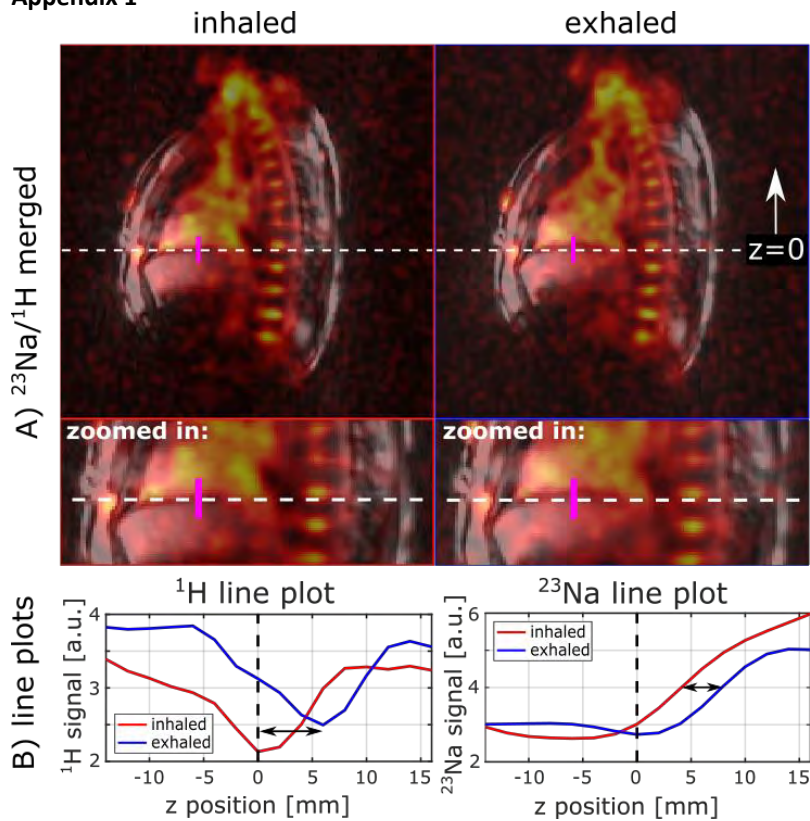 Appendix 1
inhaled
exhaled
A) ²³Na/¹H merged
z=0
zoomed in:
zoomed in:
B) line plots
¹H line plot
¹H signal [a.u.]
4
3
2
inhaled
exhaled
-10
-5
0
5
10
15
z position [mm]
²³Na line plot
²³Na signal [a.u.]
6
5
4
3
2
inhaled
exhaled
-10
-5
0
5
10
15
z position [mm]